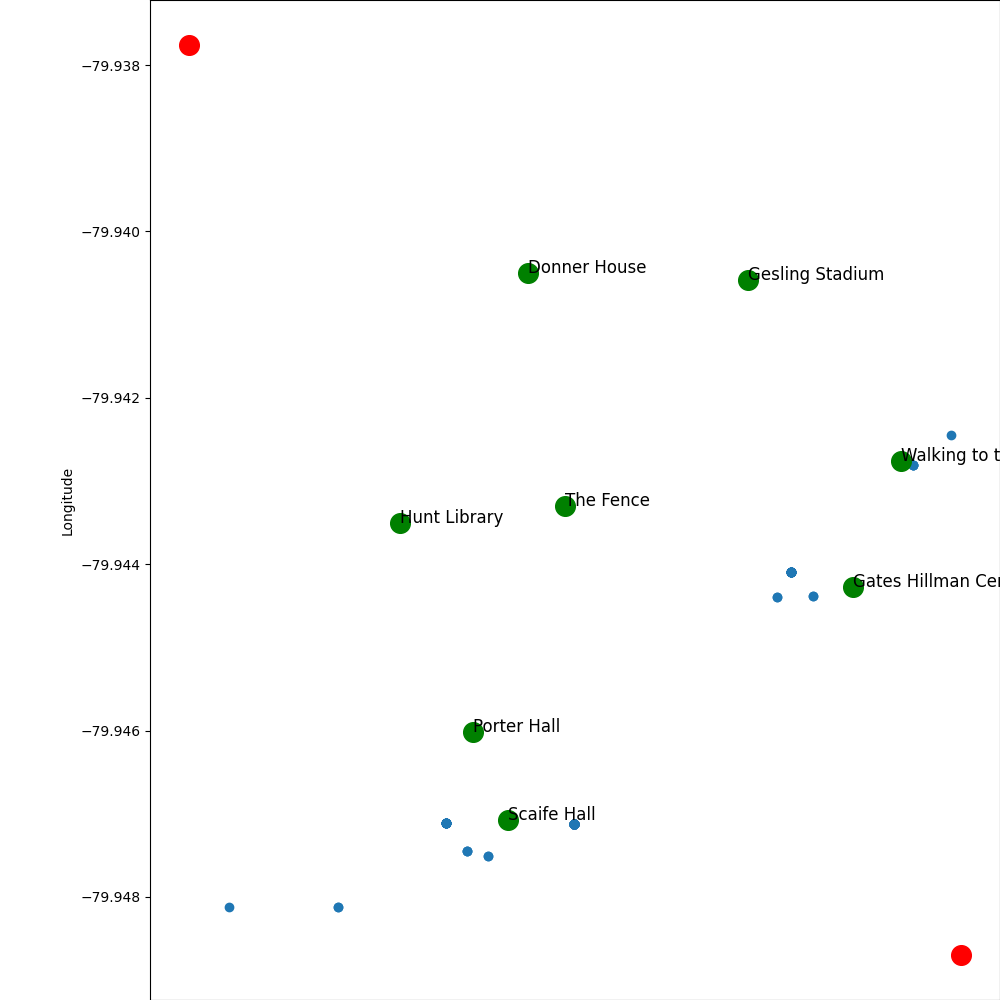 −79.938
−79.940
Donner House
Gesling Stadium
−79.942
Walking to t
Longitude
The Fence
Hunt Library
−79.944
Gates Hillman Cen
−79.946
Porter Hall
Scaife Hall
−79.948